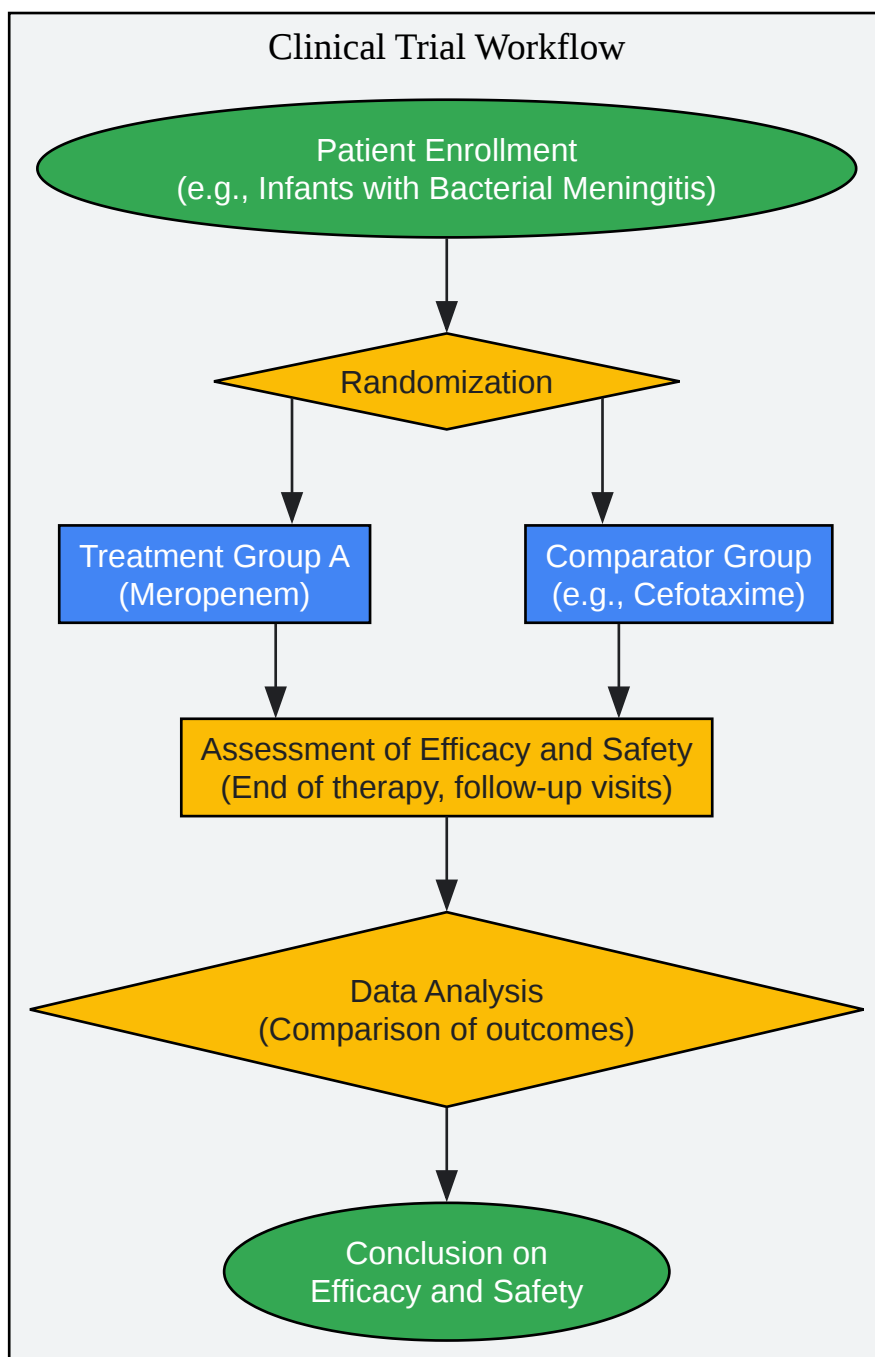 Clinical Trial Workflow
Patient Enrollment
(e.g., Infants with Bacterial Meningitis)
Randomization
Treatment Group A
(Meropenem)
Comparator Group
(e.g., Cefotaxime)
Assessment of Efficacy and Safety
(End of therapy, follow-up visits)
Data Analysis
(Comparison of outcomes)
Conclusion on
Efficacy and Safety